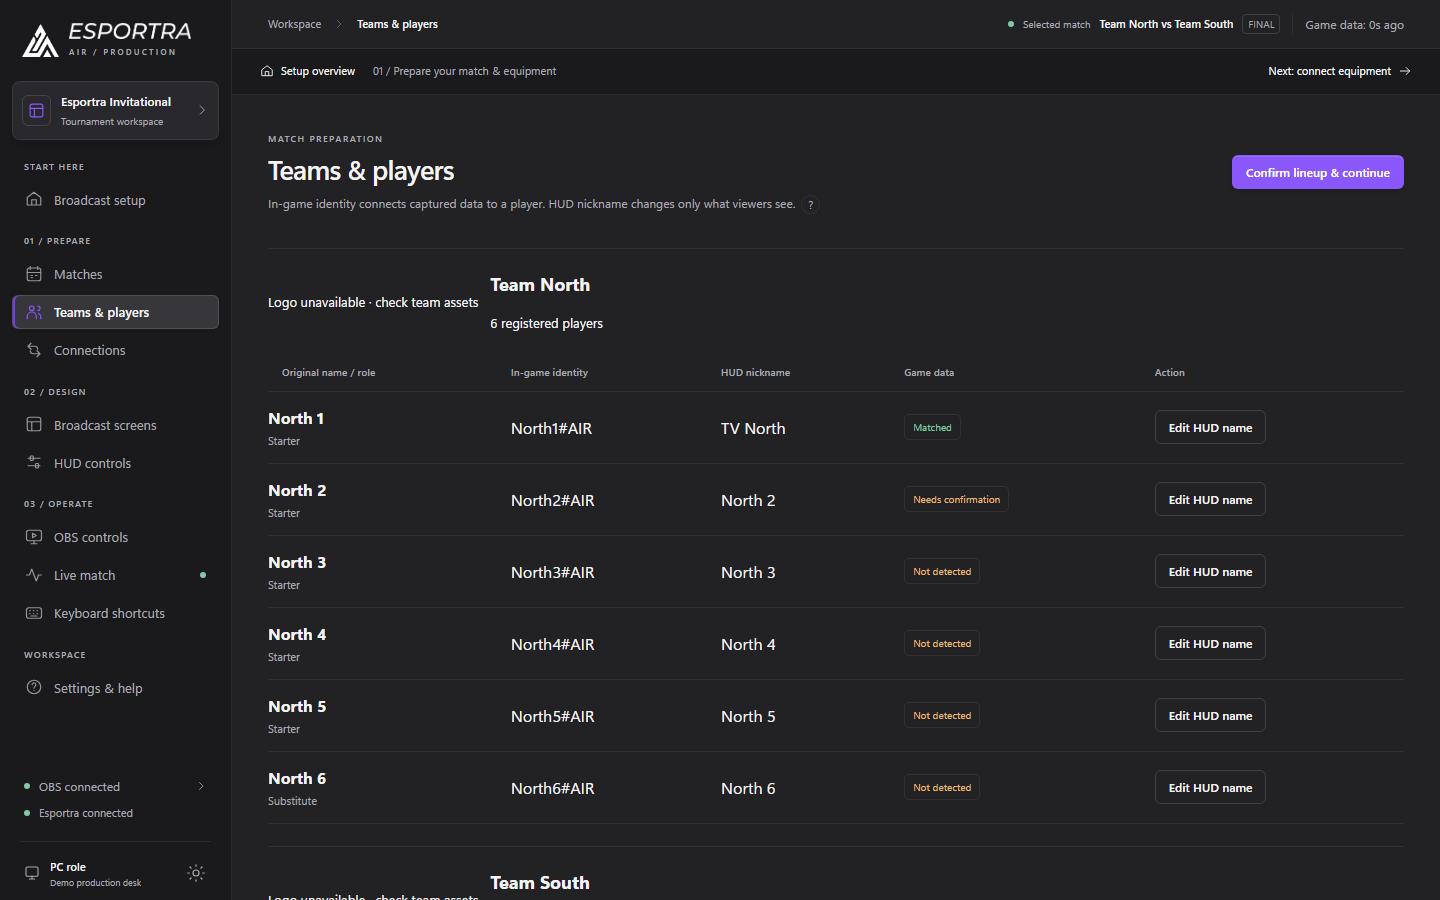 ESPORTRA
AIR / PRODUCTION
Esportra Invitational
Tournament workspace
START HERE
Broadcast setup
01 / PREPARE
Matches
Teams & players
Connections
02 / DESIGN
Broadcast screens
HUD controls
03 / OPERATE
OBS controls
Live match
Keyboard shortcuts
WORKSPACE
Settings & help
OBS connected
Esportra connected
PC role
Demo production desk
Workspace > Teams & players
Selected match Team North vs Team South FINAL Game data: 0s ago
Setup overview 01 / Prepare your match & equipment Next: connect equipment →
MATCH PREPARATION
Teams & players
Confirm lineup & continue
In-game identity connects captured data to a player. HUD nickname changes only what viewers see. ?
Team North
Logo unavailable · check team assets
6 registered players
Original name / role In-game identity HUD nickname Game data Action
North 1
Starter
North1#AIR TV North Matched Edit HUD name
North 2
Starter
North2#AIR North 2 Needs confirmation Edit HUD name
North 3
Starter
North3#AIR North 3 Not detected Edit HUD name
North 4
Starter
North4#AIR North 4 Not detected Edit HUD name
North 5
Starter
North5#AIR North 5 Not detected Edit HUD name
North 6
Substitute
North6#AIR North 6 Not detected Edit HUD name
Team South
Logo unavailable · check team assets